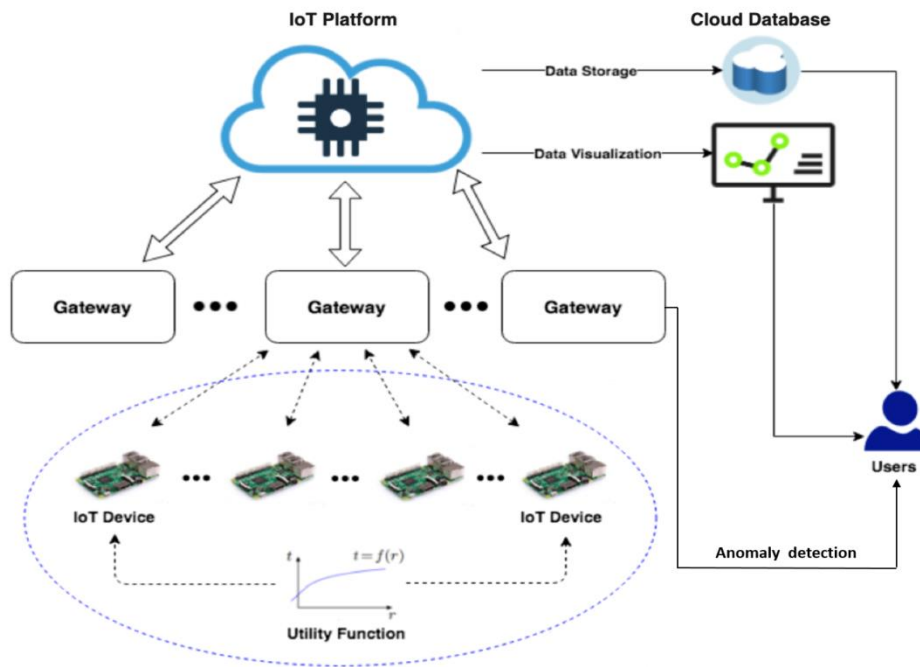 IoT Platform
Cloud Database
Data Storage
Data Visualization
Gateway
Gateway
Gateway
IoT Device
IoT Device
Users
t
t=f(r)
r
Utility Function
Anomaly detection